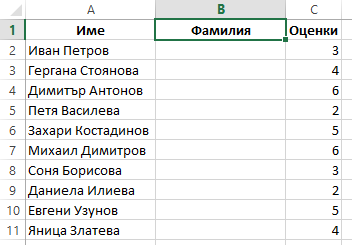 A B C
1 Име Фамилия Оценки
2 Иван Петров 3
3 Гергана Стоянова 4
4 Димитър Антонов 6
5 Петя Василева 2
6 Захари Костадинов 5
7 Михаил Димитров 6
8 Соня Борисова 3
9 Даниела Илиева 2
10 Евгени Узунов 5
11 Яница Златева 4